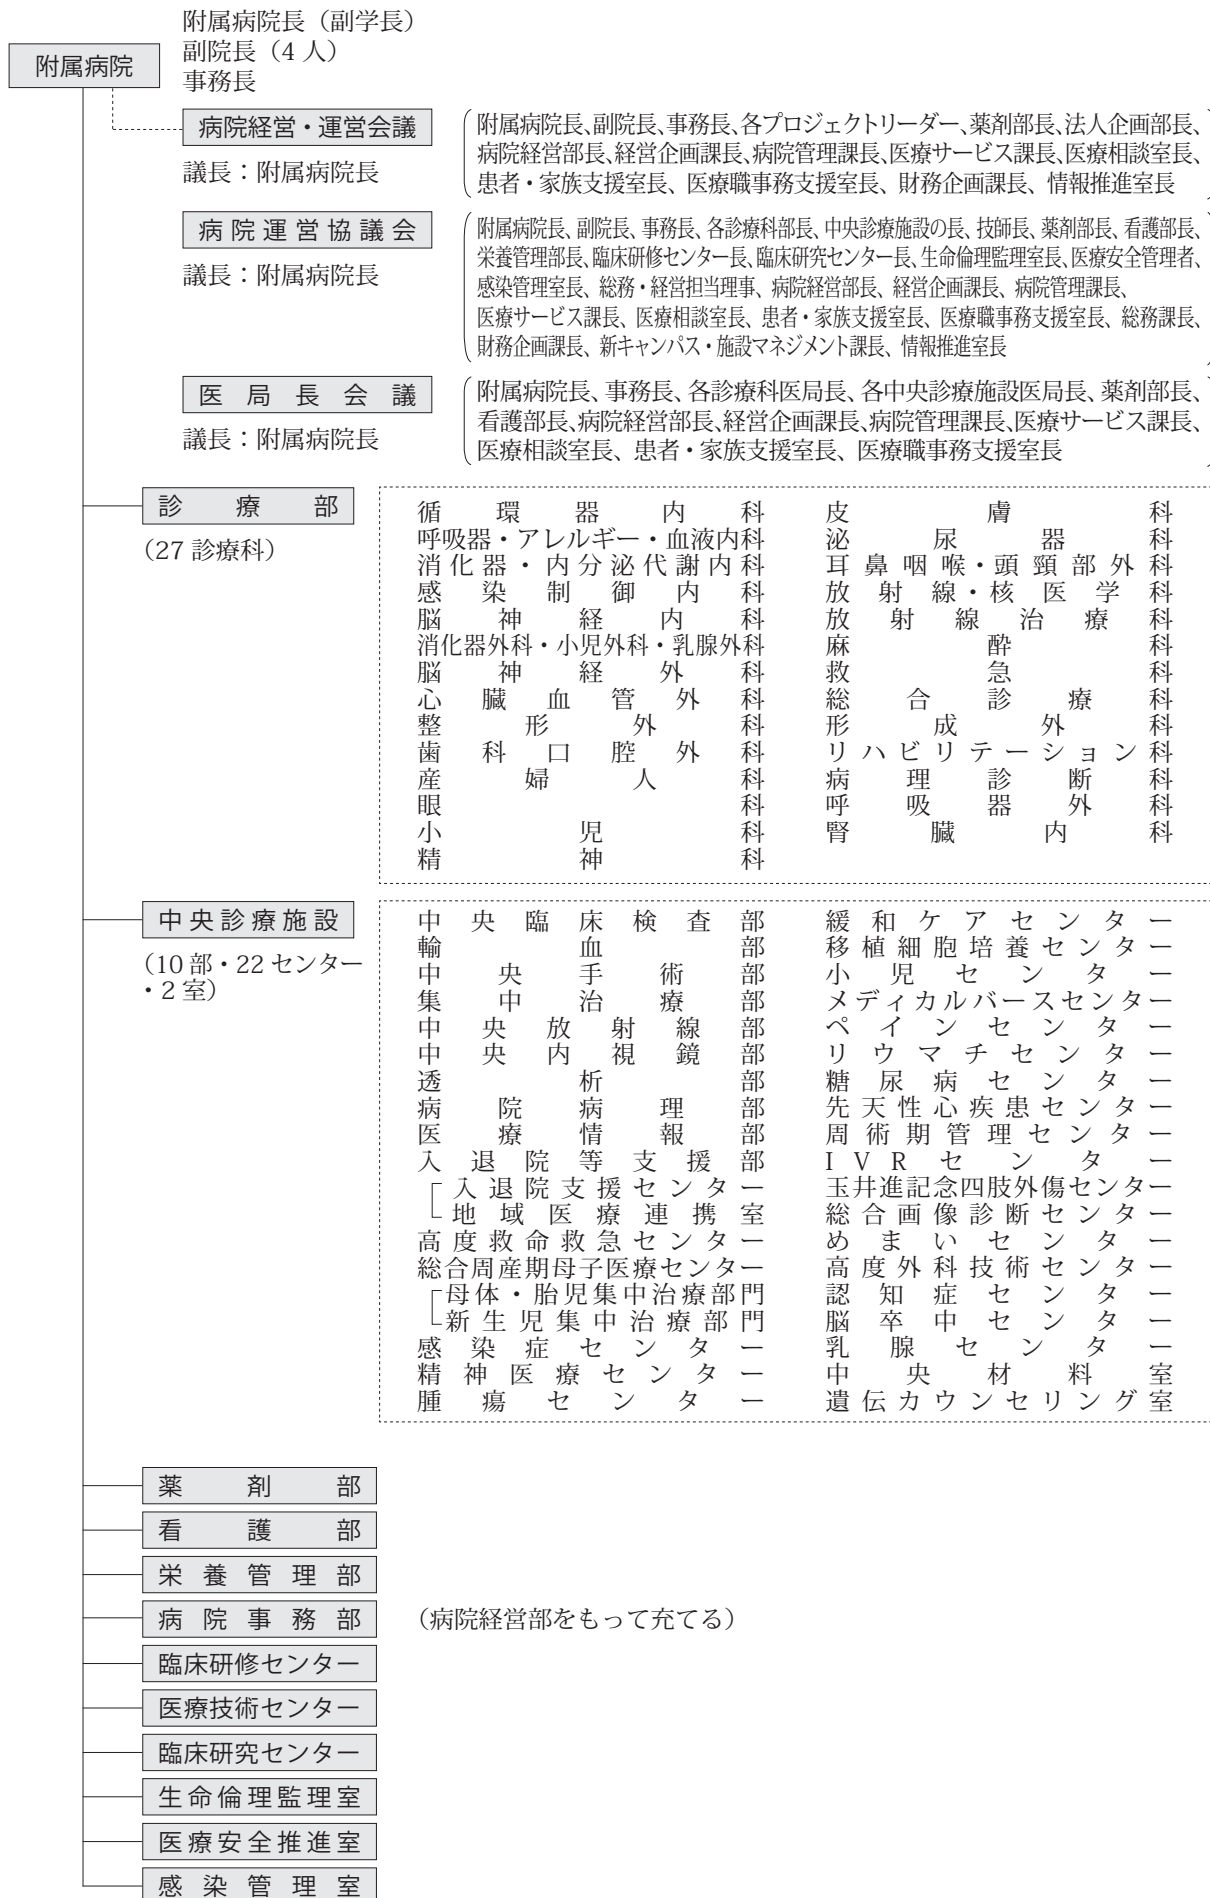 附属病院
附属病院長（副学長）
副院長（4 人）
事務長
病院経営・運営会議
議長：附属病院長
附属病院長、副院長、事務長、各プロジェクトリーダー、薬剤部長、法人企画部長、
病院経営部長、経営企画課長、病院管理課長、医療サービス課長、医療相談室長、
患者・家族支援室長、医療職事務支援室長、財務企画課長、情報推進室長
病院運営協議会
議長：附属病院長
附属病院長、副院長、事務長、各診療科部長、中央診療施設の長、技師長、薬剤部長、看護部長、
栄養管理部長、臨床研修センター長、臨床研究センター長、生命倫理監理室長、医療安全管理者、
感染管理室長、総務・経営担当理事、病院経営部長、経営企画課長、病院管理課長、
医療サービス課長、医療相談室長、患者・家族支援室長、医療職事務支援室長、総務課長、
財務企画課長、新キャンパス・施設マネジメント課長、情報推進室長
医局長会議
議長：附属病院長
附属病院長、事務長、各診療科医局長、各中央診療施設医局長、薬剤部長、
看護部長、病院経営部長、経営企画課長、病院管理課長、医療サービス課長、
医療相談室長、患者・家族支援室長、医療職事務支援室長
診療部
（27 診療科）
循環器内科
呼吸器・アレルギー・血液内科
消化器・内分泌代謝内科
感染制御内科
脳神経内科
消化器外科・小児外科・乳腺外科
脳神経外科
心臓血管外科
整形外科
歯科口腔外科
産婦人科
眼科
小児科
精神科
皮膚科
泌尿器科
耳鼻咽喉・頭頸部外科
放射線・核医学科
放射線治療科
麻酔科
救急科
総合診療科
形成外科
リハビリテーション科
病理診断科
呼吸器外科
腎臓内科
中央診療施設
（10 部・22 センター
・2 室）
中央臨床検査部
輸血部
中央手術部
集中治療部
中央放射線部
中央内視鏡部
透析部
病院病理部
医療情報部
入退院等支援部
入退院支援センター
地域医療連携室
高度救命救急センター
総合周産期母子医療センター
母体・胎児集中治療部門
新生児集中治療部門
感染症センター
精神医療センター
腫瘍センター
緩和ケアセンター
移植細胞培養センター
小児センター
メディカルバースセンター
ペインセンター
リウマチセンター
糖尿病センター
先天性心疾患センター
周術期管理センター
IVRセンター
玉井進記念四肢外傷センター
総合画像診断センター
めまいセンター
高度外科技術センター
認知症センター
脳卒中センター
乳腺センター
中央材料室
遺伝カウンセリング室
薬剤部
看護部
栄養管理部
病院事務部
（病院経営部をもって充てる）
臨床研修センター
医療技術センター
臨床研究センター
生命倫理監理室
医療安全推進室
感染管理室